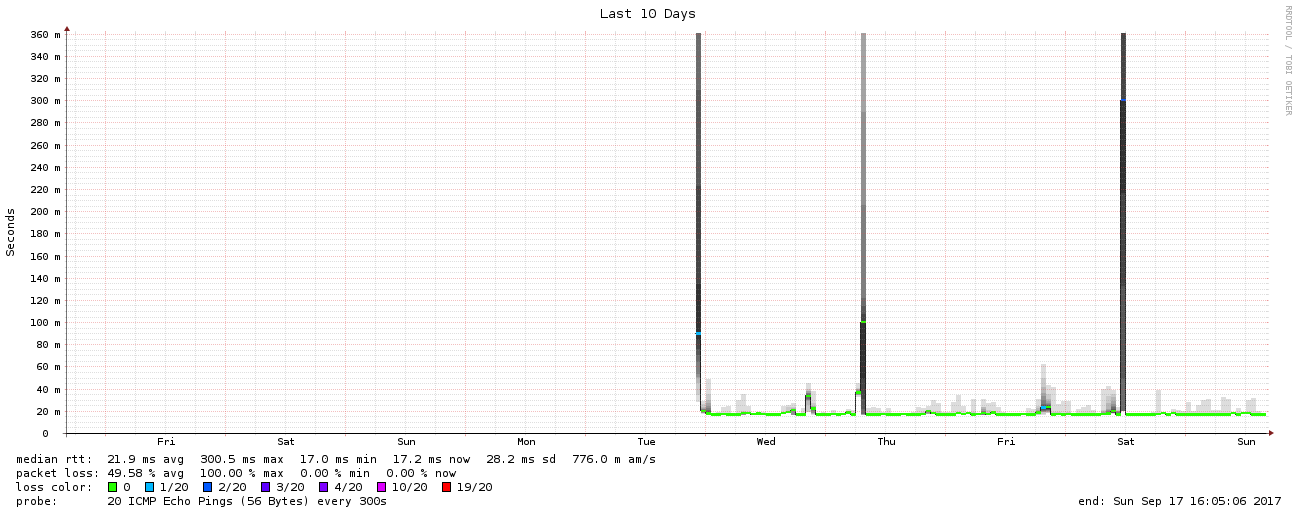 Last 10 Days
RRDTOOL / TOBI OETIKER
Seconds
360 m
340 m
320 m
300 m
280 m
260 m
240 m
220 m
200 m
180 m
160 m
140 m
120 m
100 m
80 m
60 m
40 m
20 m
0
Fri Sat Sun Mon Tue Wed Thu Fri Sat Sun
median rtt: 21.9 ms avg 300.5 ms max 17.0 ms min 17.2 ms now 28.2 ms sd 776.0 m am/s
packet loss: 49.58 % avg 100.00 % max 0.00 % min 0.00 % now
loss color: 0 1/20 2/20 3/20 4/20 10/20 19/20
probe: 20 ICMP Echo Pings (56 Bytes) every 300s end: Sun Sep 17 16:05:06 2017